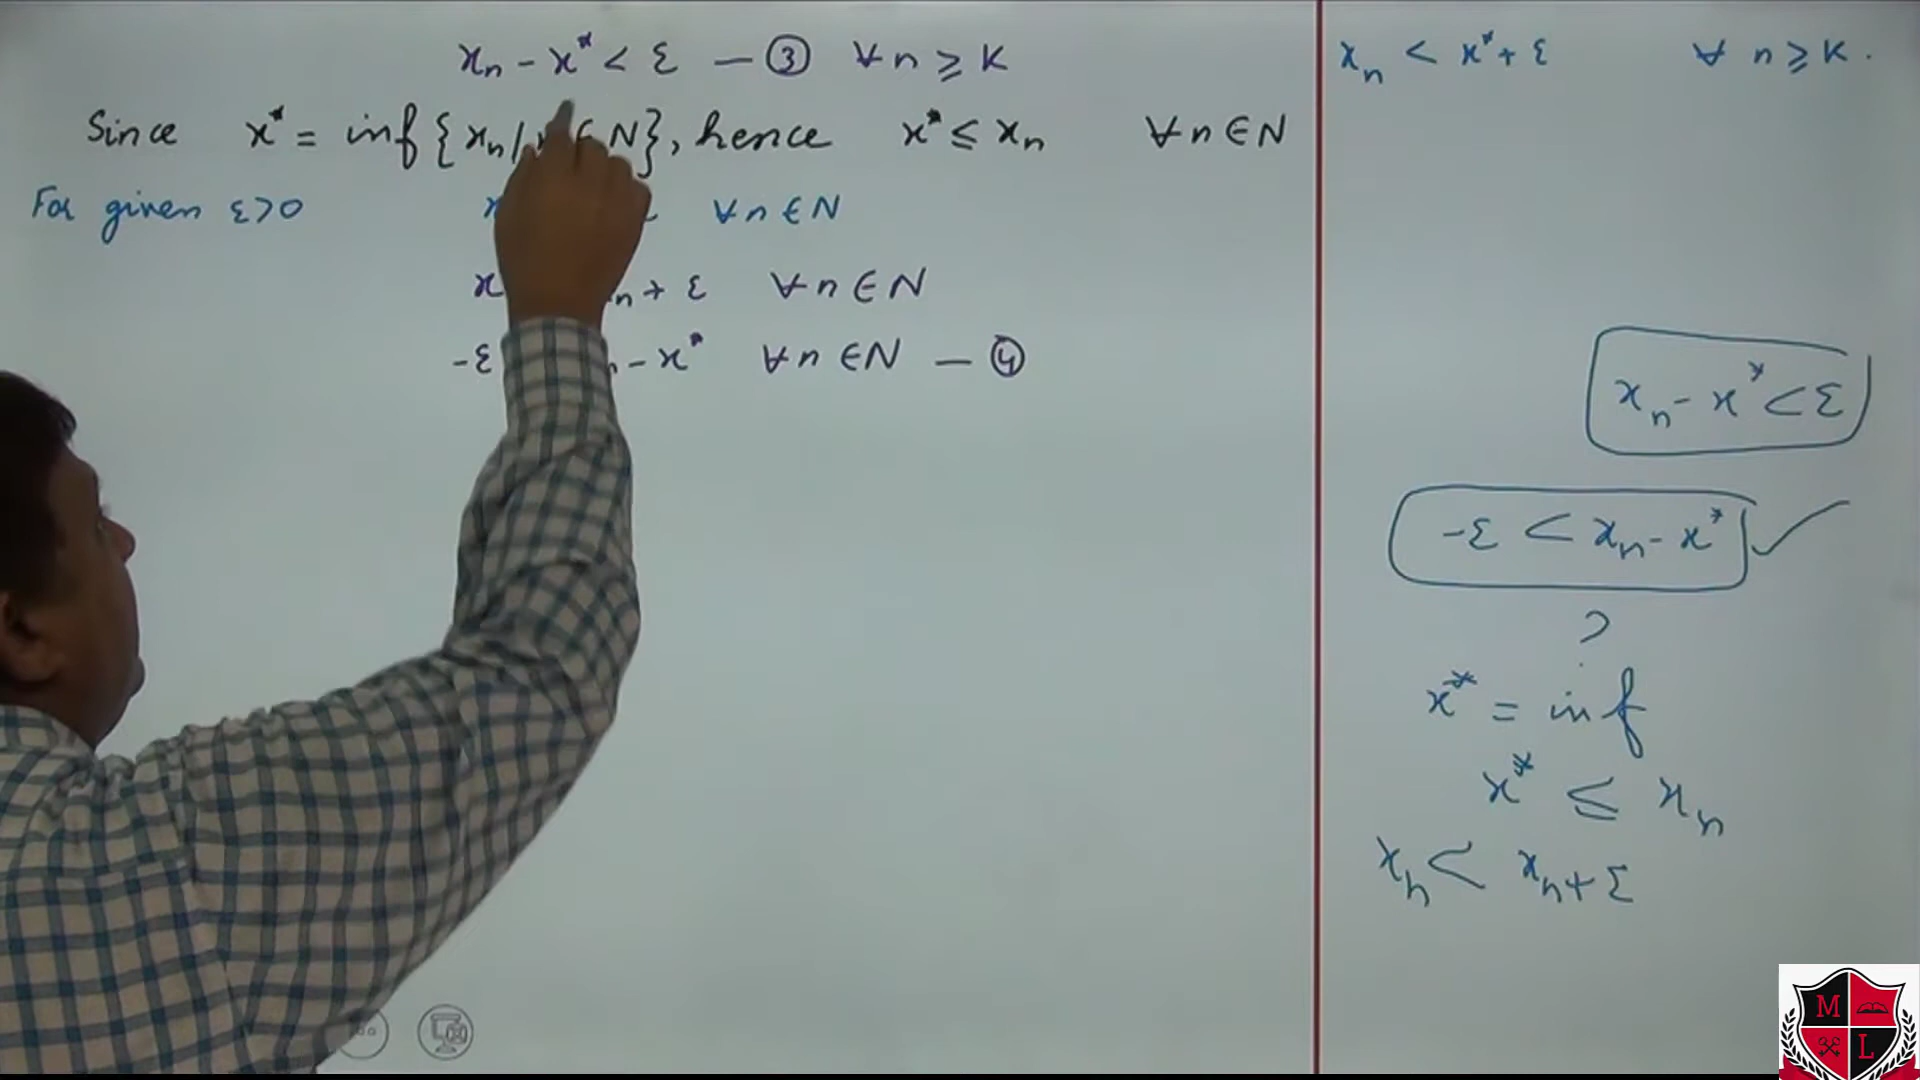 xₙ - x* < ε — ③ ∀ n ≥ K
Since x* = inf {xₙ / n ∈ N}, hence x* ≤ xₙ ∀ n ∈ N
For given ε>0 ∀ n ∈ N
x ₙ + ε ∀ n ∈ N
-ε - x* ∀ n ∈ N — ④
xₙ < x* + ε ∀ n ≥ K.
xₙ - x* < ε
-ε < xₙ - x* ✓
?
x* = inf
x* ≤ xₙ
xₙ < xₙ + ε
M
L